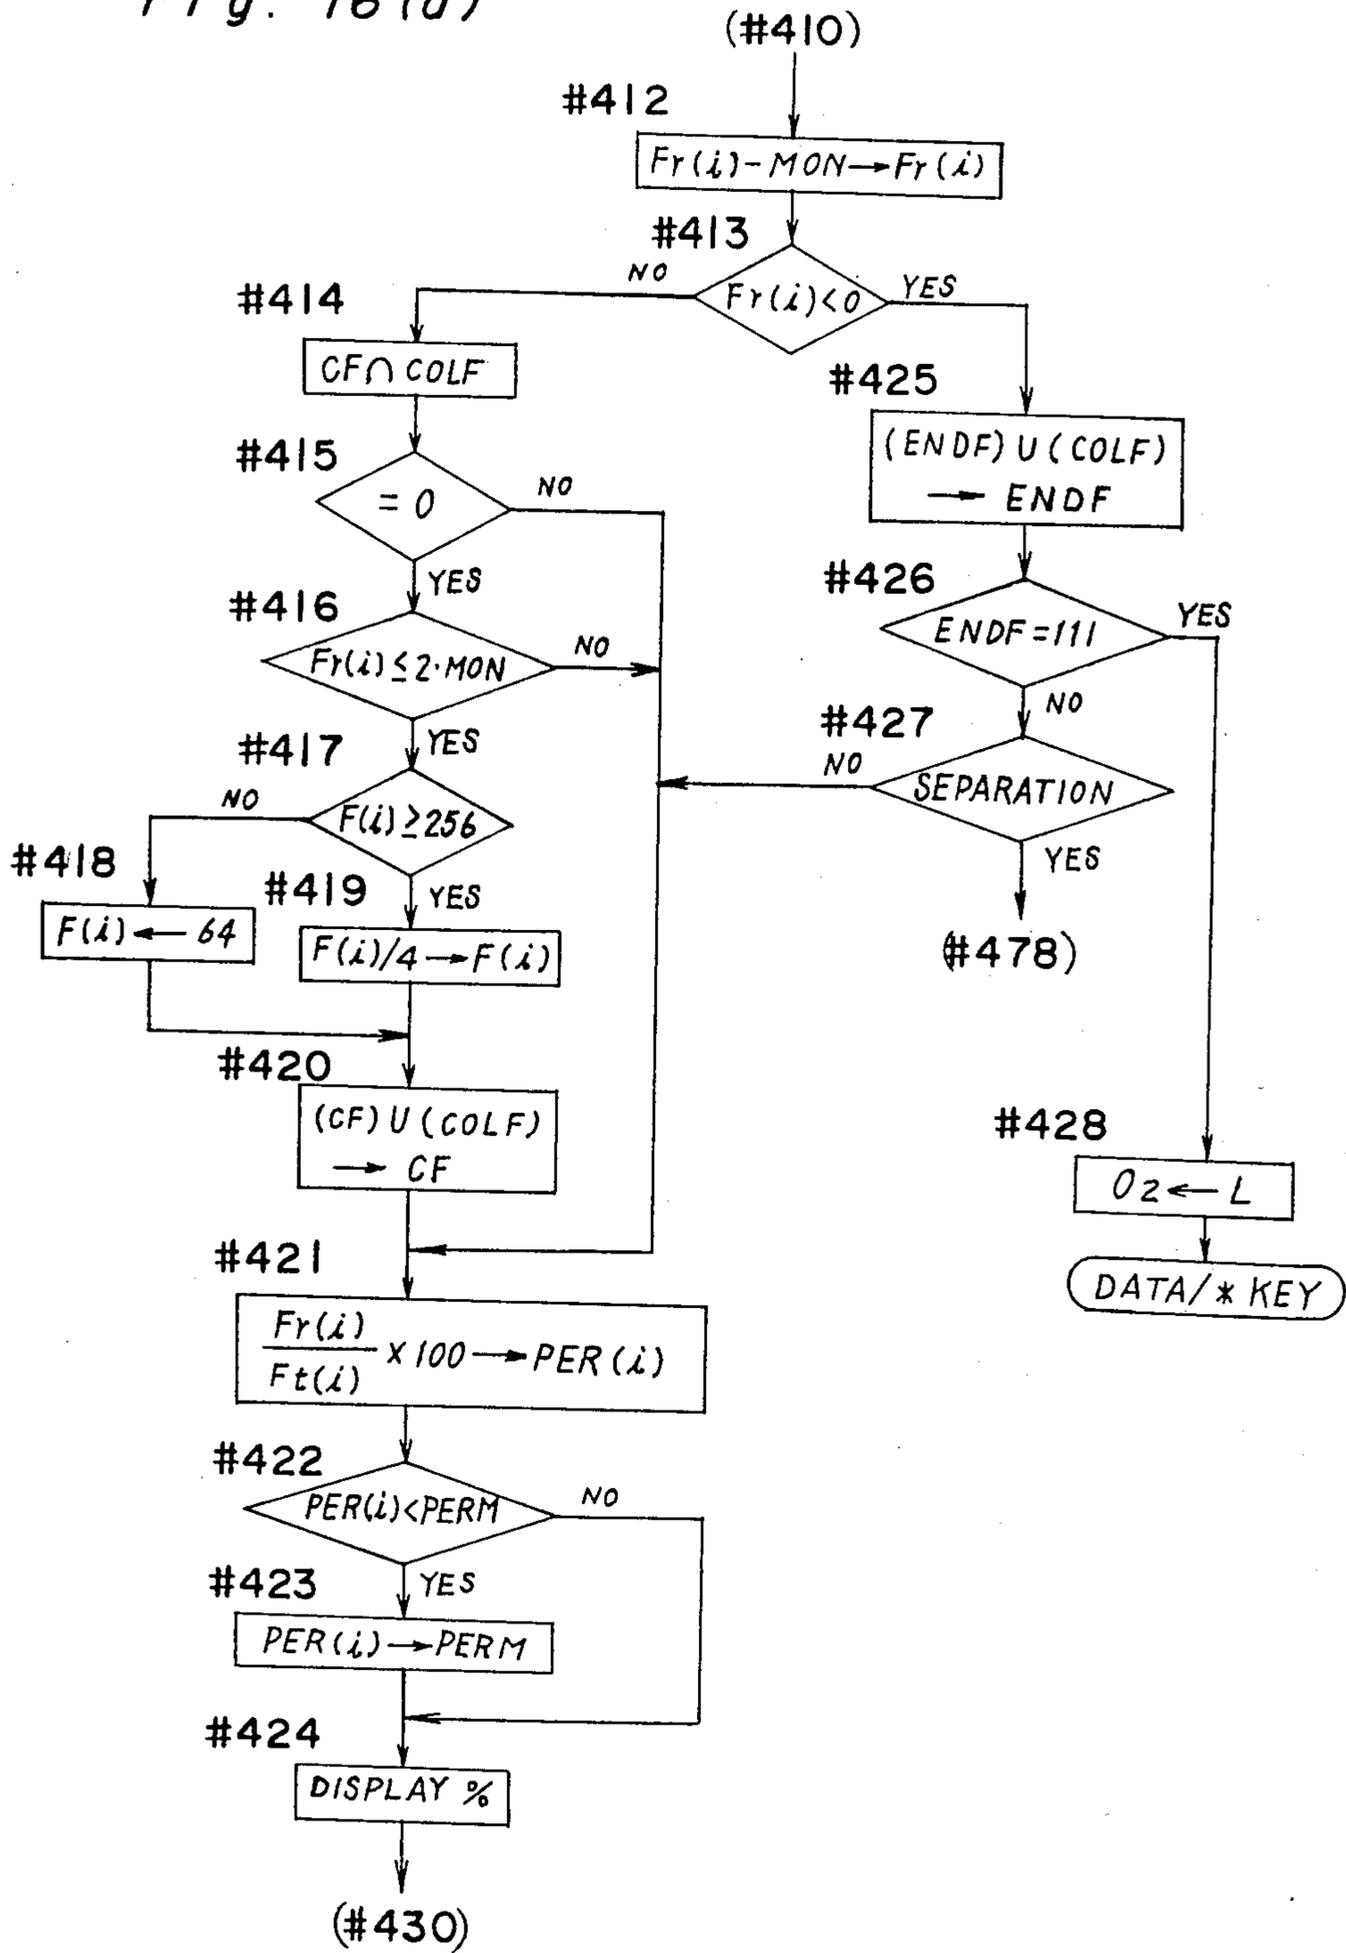 Fig. 16(d)
(#410)
#412
Fr(i)-MON→Fr(i)
#413
Fr(i)<0
NO
YES
#414
CF∩COLF
#415
=0
NO
YES
#416
Fr(i)≤2·MON
NO
YES
#417
F(i)≥256
NO
YES
#418
F(i)←64
#419
F(i)/4→F(i)
#420
(CF)U(COLF)
→ CF
#421
Fr(i)
Ft(i)
×100→PER(i)
#422
PER(i)<PERM
NO
YES
#423
PER(i)→PERM
#424
DISPLAY %
(#430)
#425
(ENDF)U(COLF)
→ ENDF
#426
ENDF=111
YES
NO
#427
SEPARATION
NO
YES
(#478)
#428
O2←L
DATA/* KEY